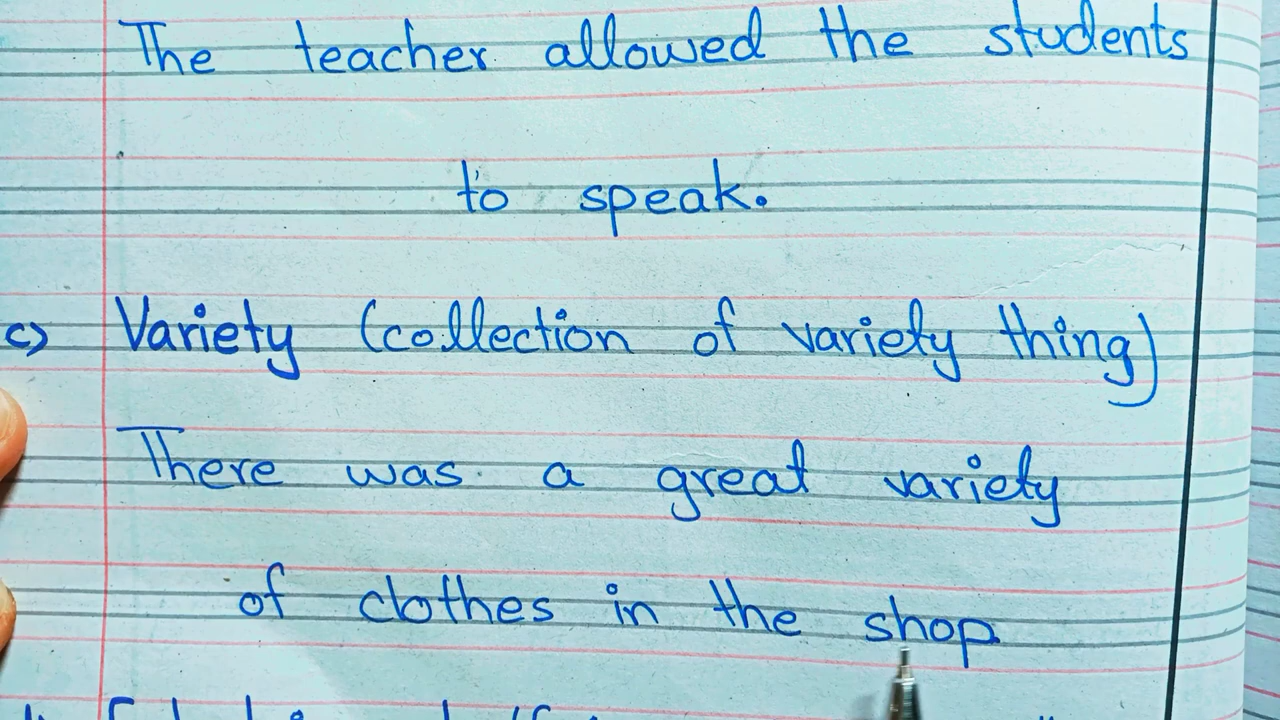 The teacher allowed the students
to speak.
c) Variety (collection of variety thing)
There was a great variety
of clothes in the shop